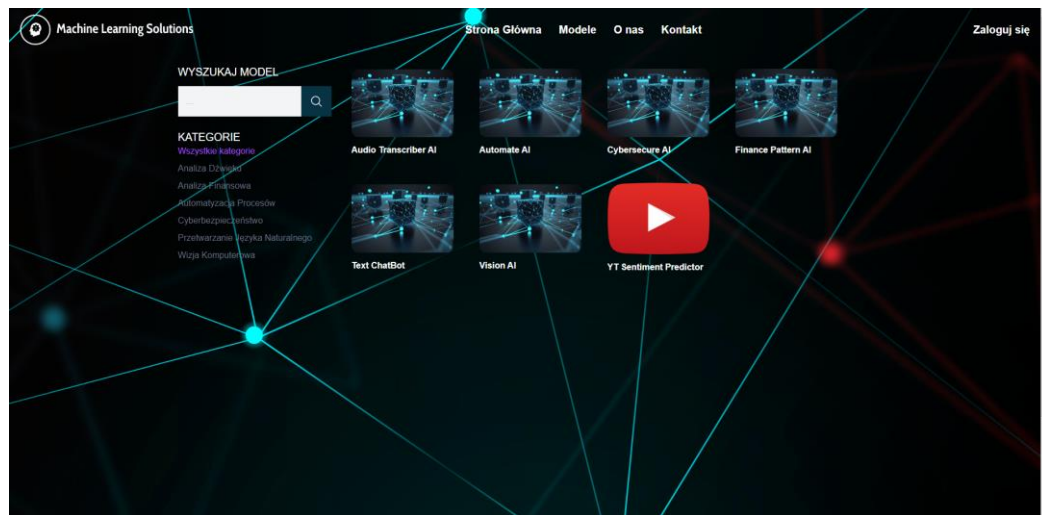 Machine Learning Solutions
Strona Główna Modele O nas Kontakt
Zaloguj się
WYSZUKAJ MODEL
KATEGORIE
Wszystkie kategorie
Analiza Dźwięku
Analiza Finansowa
Automatyzacja Procesów
Cyberbezpieczeństwo
Przetwarzanie Języka Naturalnego
Wizja Komputerowa
Audio Transcriber AI
Automate AI
Cybersecure AI
Finance Pattern AI
Text ChatBot
Vision AI
YT Sentiment Predictor